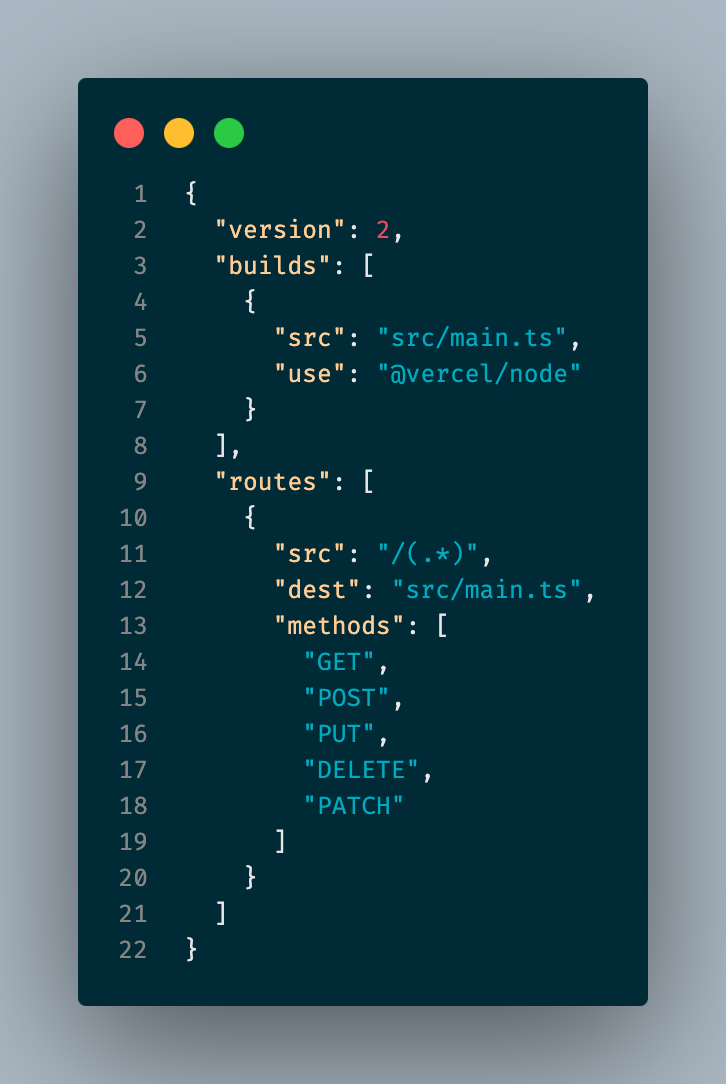 1 {
2   "version": 2,
3   "builds": [
4     {
5       "src": "src/main.ts",
6       "use": "@vercel/node"
7     }
8   ],
9   "routes": [
10     {
11       "src": "/(.*)",
12       "dest": "src/main.ts",
13       "methods": [
14         "GET",
15         "POST",
16         "PUT",
17         "DELETE",
18         "PATCH"
19       ]
20     }
21   ]
22 }